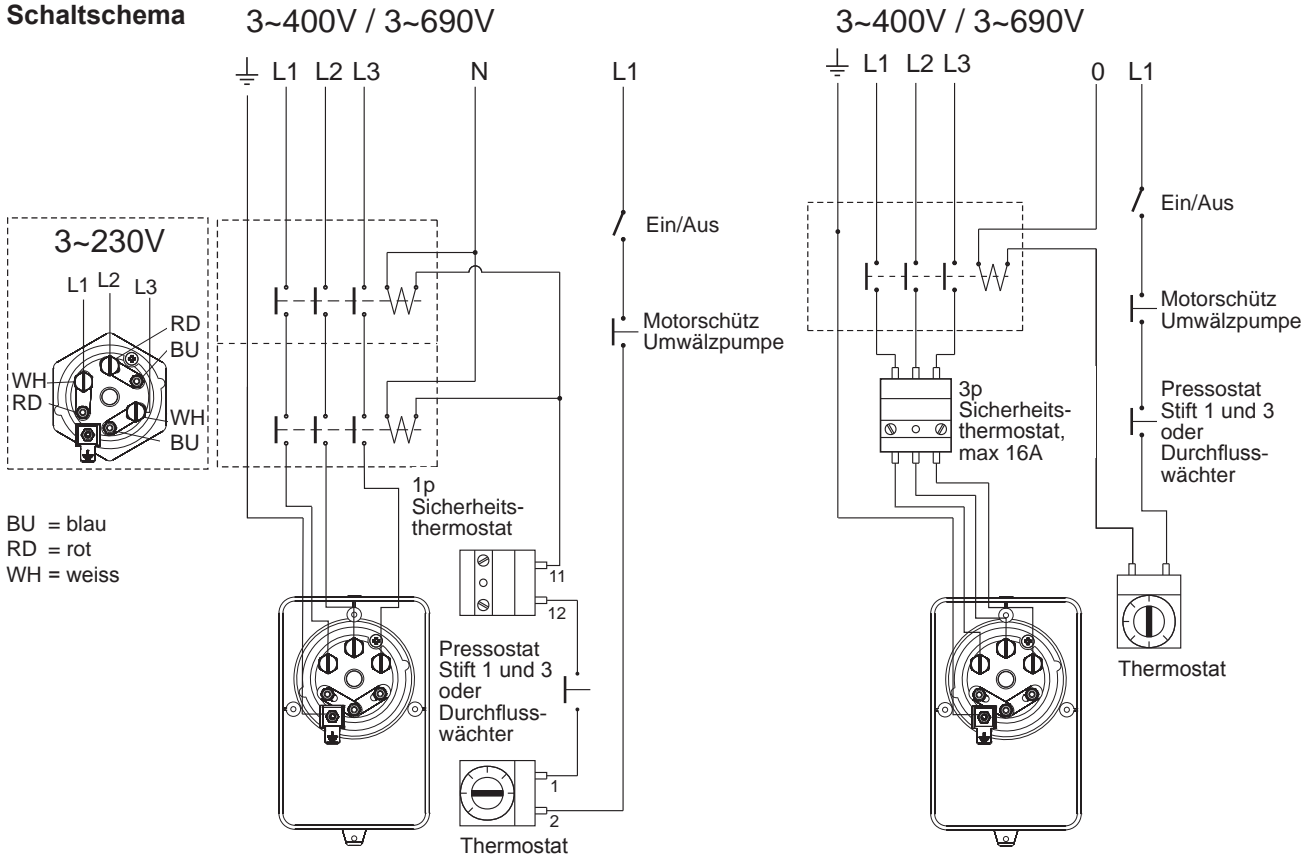 Schaltschema
3~400V / 3~690V
L1 L2 L3 N L1
3~230V
L1 L2 L3
RD
BU
WH
RD
WH
BU
BU = blau
RD = rot
WH = weiss
Ein/Aus
Motorschütz
Umwälzpumpe
1p
Sicherheits-
thermostat
11
12
Pressostat
Stift 1 und 3
oder
Durchfluss-
wächter
1
2
Thermostat
3~400V / 3~690V
L1 L2 L3 0 L1
Ein/Aus
Motorschütz
Umwälzpumpe
3p
Sicherheits-
thermostat,
max 16A
Pressostat
Stift 1 und 3
oder
Durchfluss-
wächter
Thermostat